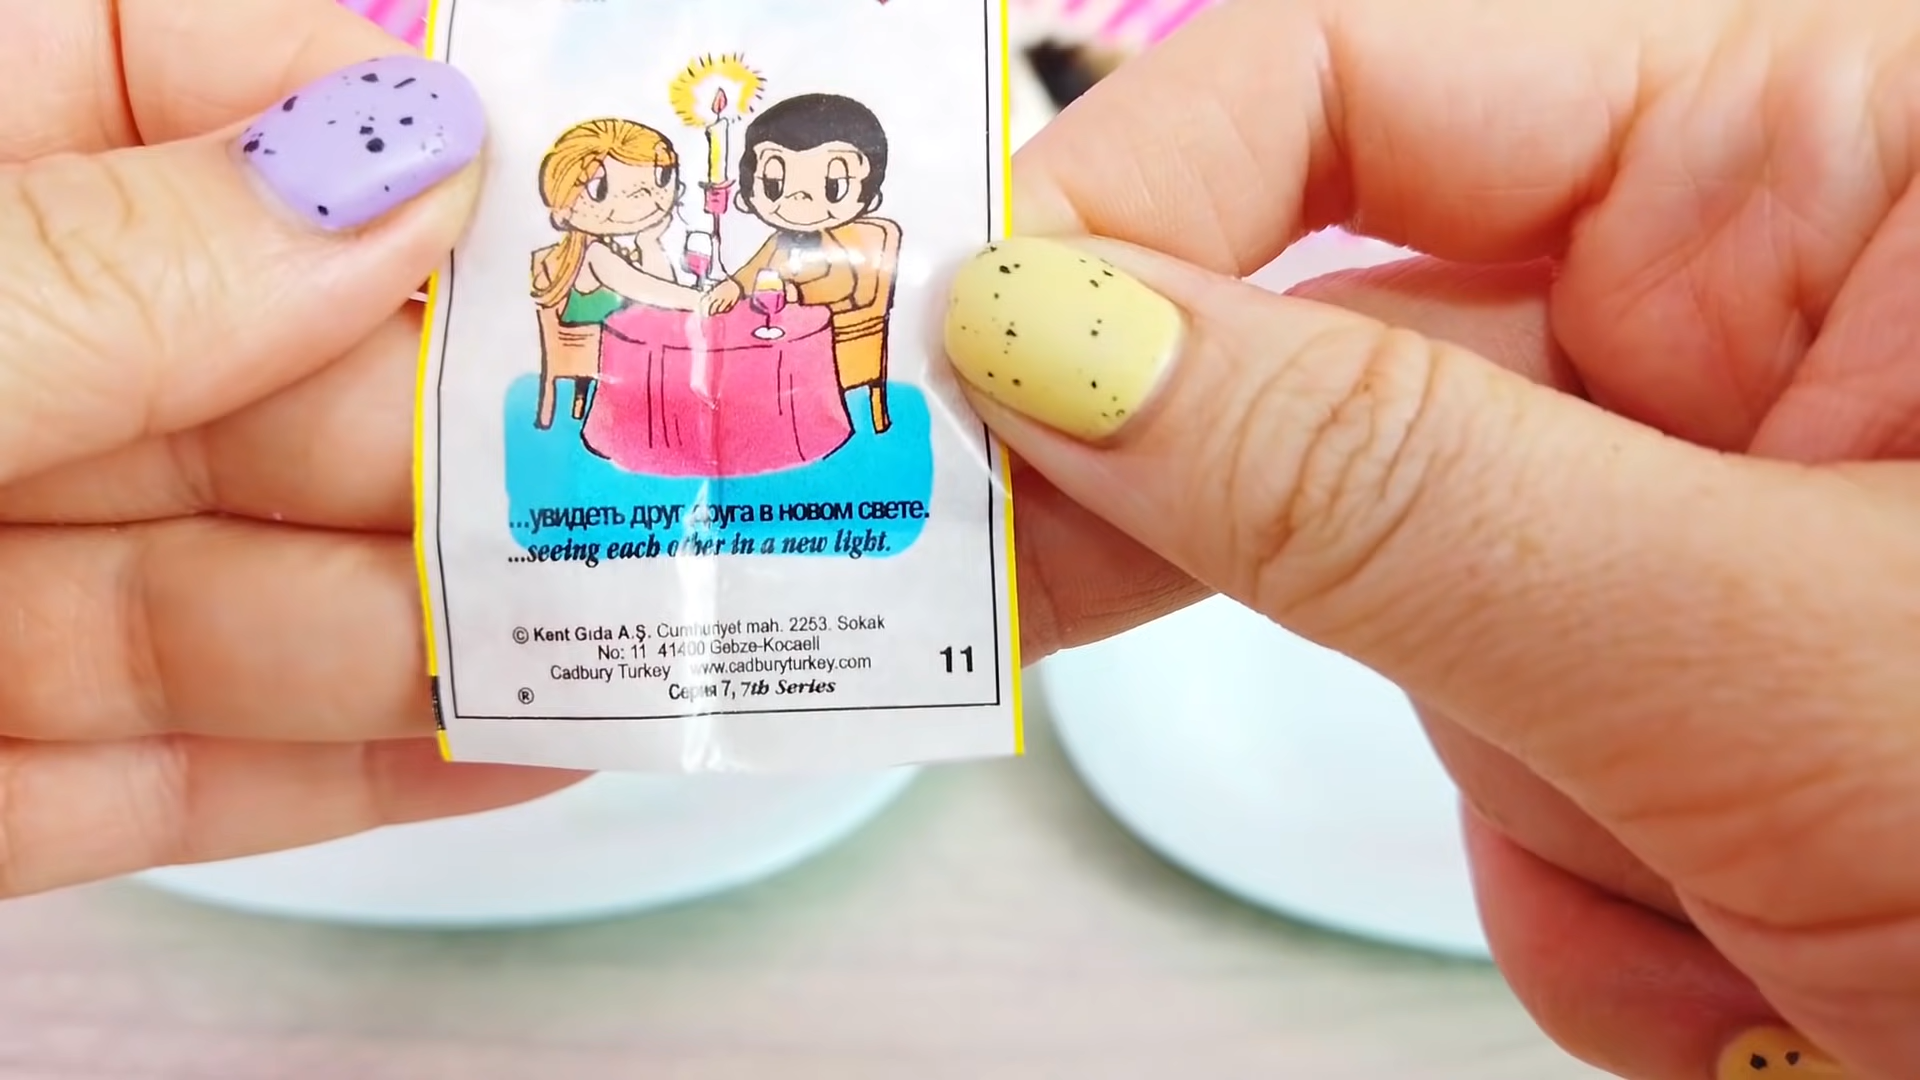 ...увидеть друг друга в новом свете.
...seeing each other in a new light.
© Kent Gıda A.Ş. Cumhuriyet mah. 2253. Sokak
No: 11 41400 Gebze-Kocaeli
Cadbury Turkey www.cadburyturkey.com
11
® Серия 7, 7th Series